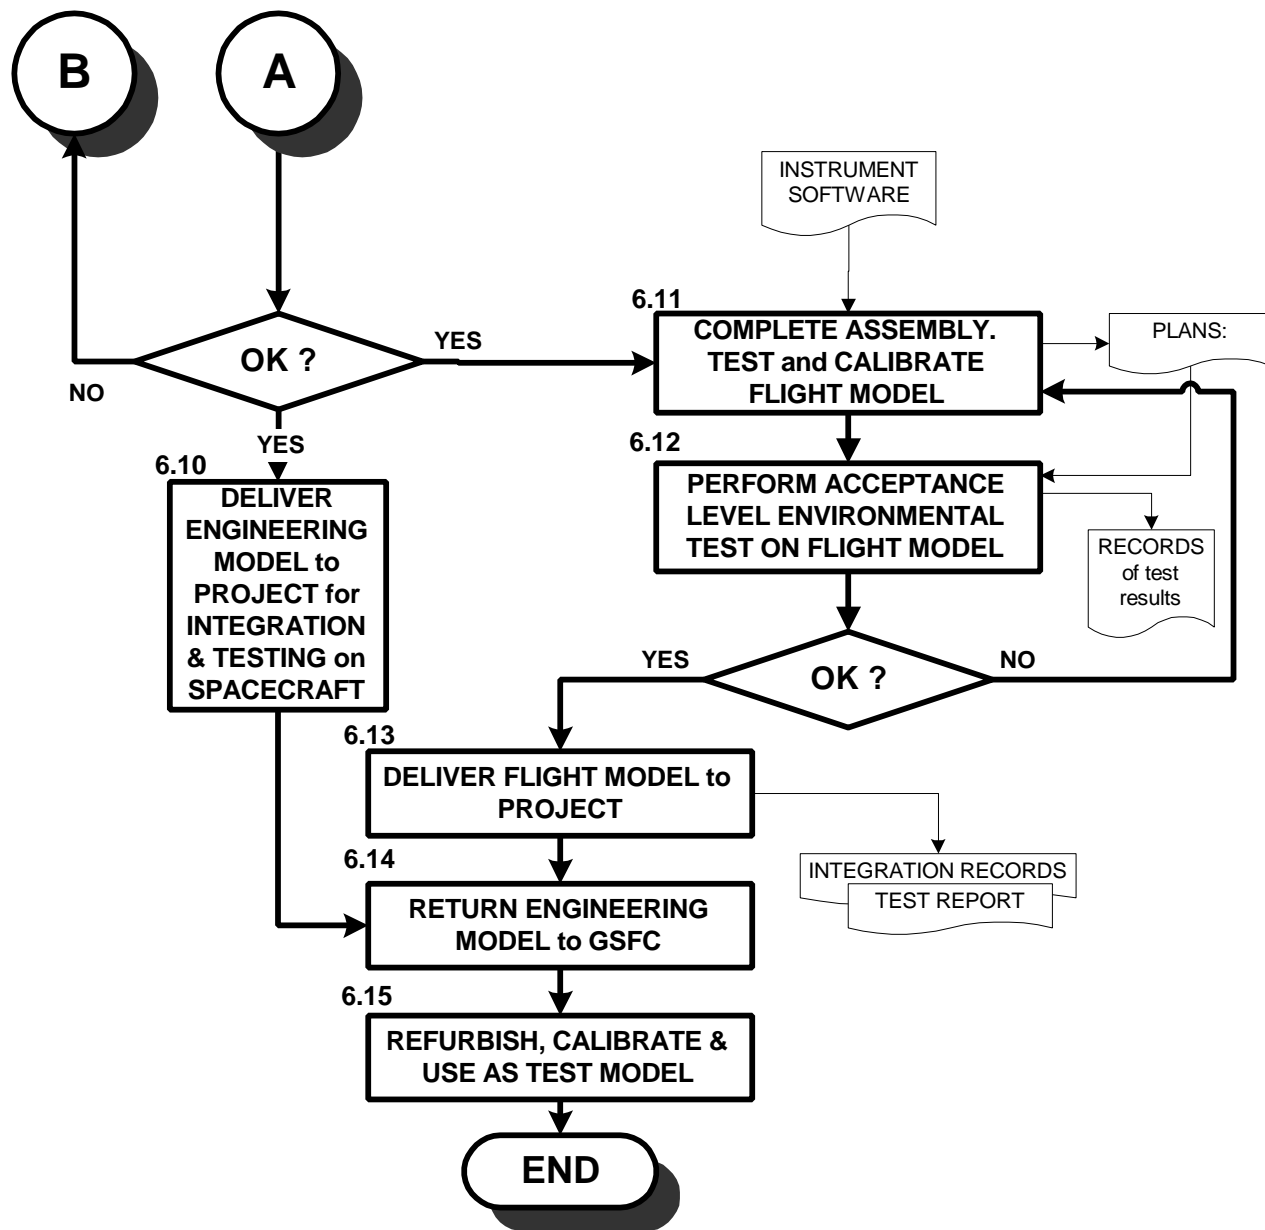 B
A
INSTRUMENT
SOFTWARE
6.11
COMPLETE ASSEMBLY.
TEST and CALIBRATE
FLIGHT MODEL
PLANS:
OK ?
YES
NO
YES
6.10
DELIVER
ENGINEERING
MODEL to
PROJECT for
INTEGRATION
& TESTING on
SPACECRAFT
6.12
PERFORM ACCEPTANCE
LEVEL ENVIRONMENTAL
TEST ON FLIGHT MODEL
RECORDS
of test
results
YES
OK ?
NO
6.13
DELIVER FLIGHT MODEL to
PROJECT
INTEGRATION RECORDS
TEST REPORT
6.14
RETURN ENGINEERING
MODEL to GSFC
6.15
REFURBISH, CALIBRATE &
USE AS TEST MODEL
END